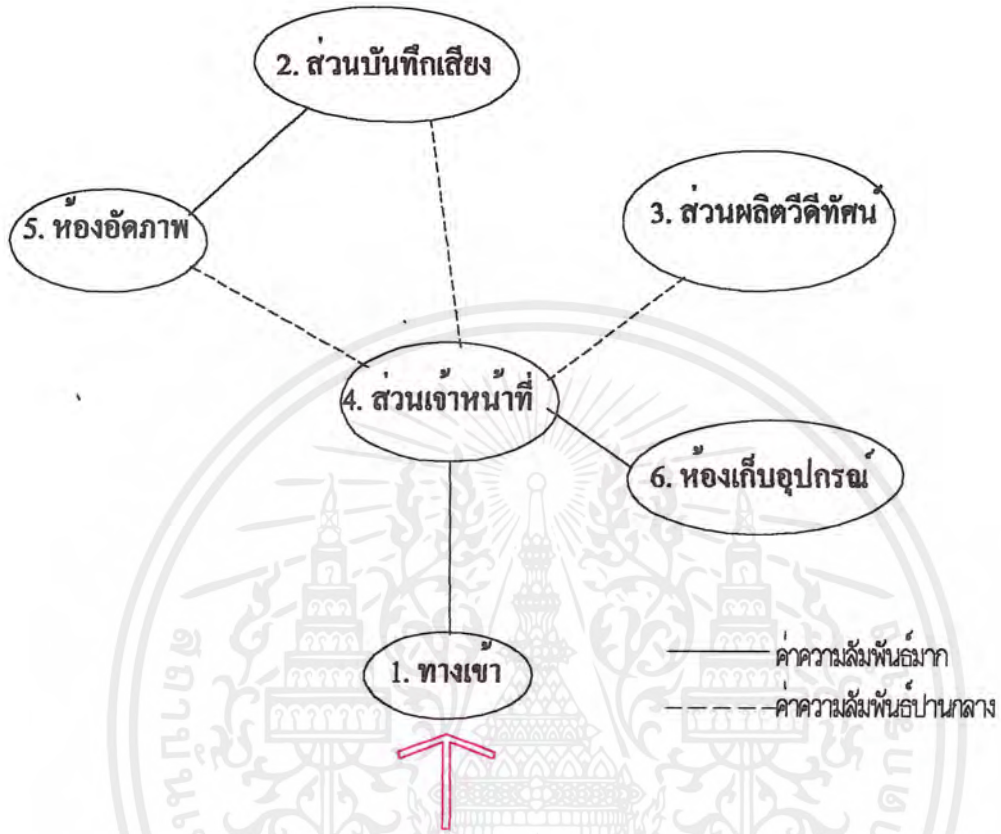 2. ส่วนบันทึกเสียง
5. ห้องอัดภาพ
3. ส่วนผลิตวีดีทัศน์
4. ส่วนเจ้าหน้าที่
6. ห้องเก็บอุปกรณ์
1. ทางเข้า
ค่าความสัมพันธ์มาก
ค่าความสัมพันธ์ปานกลาง